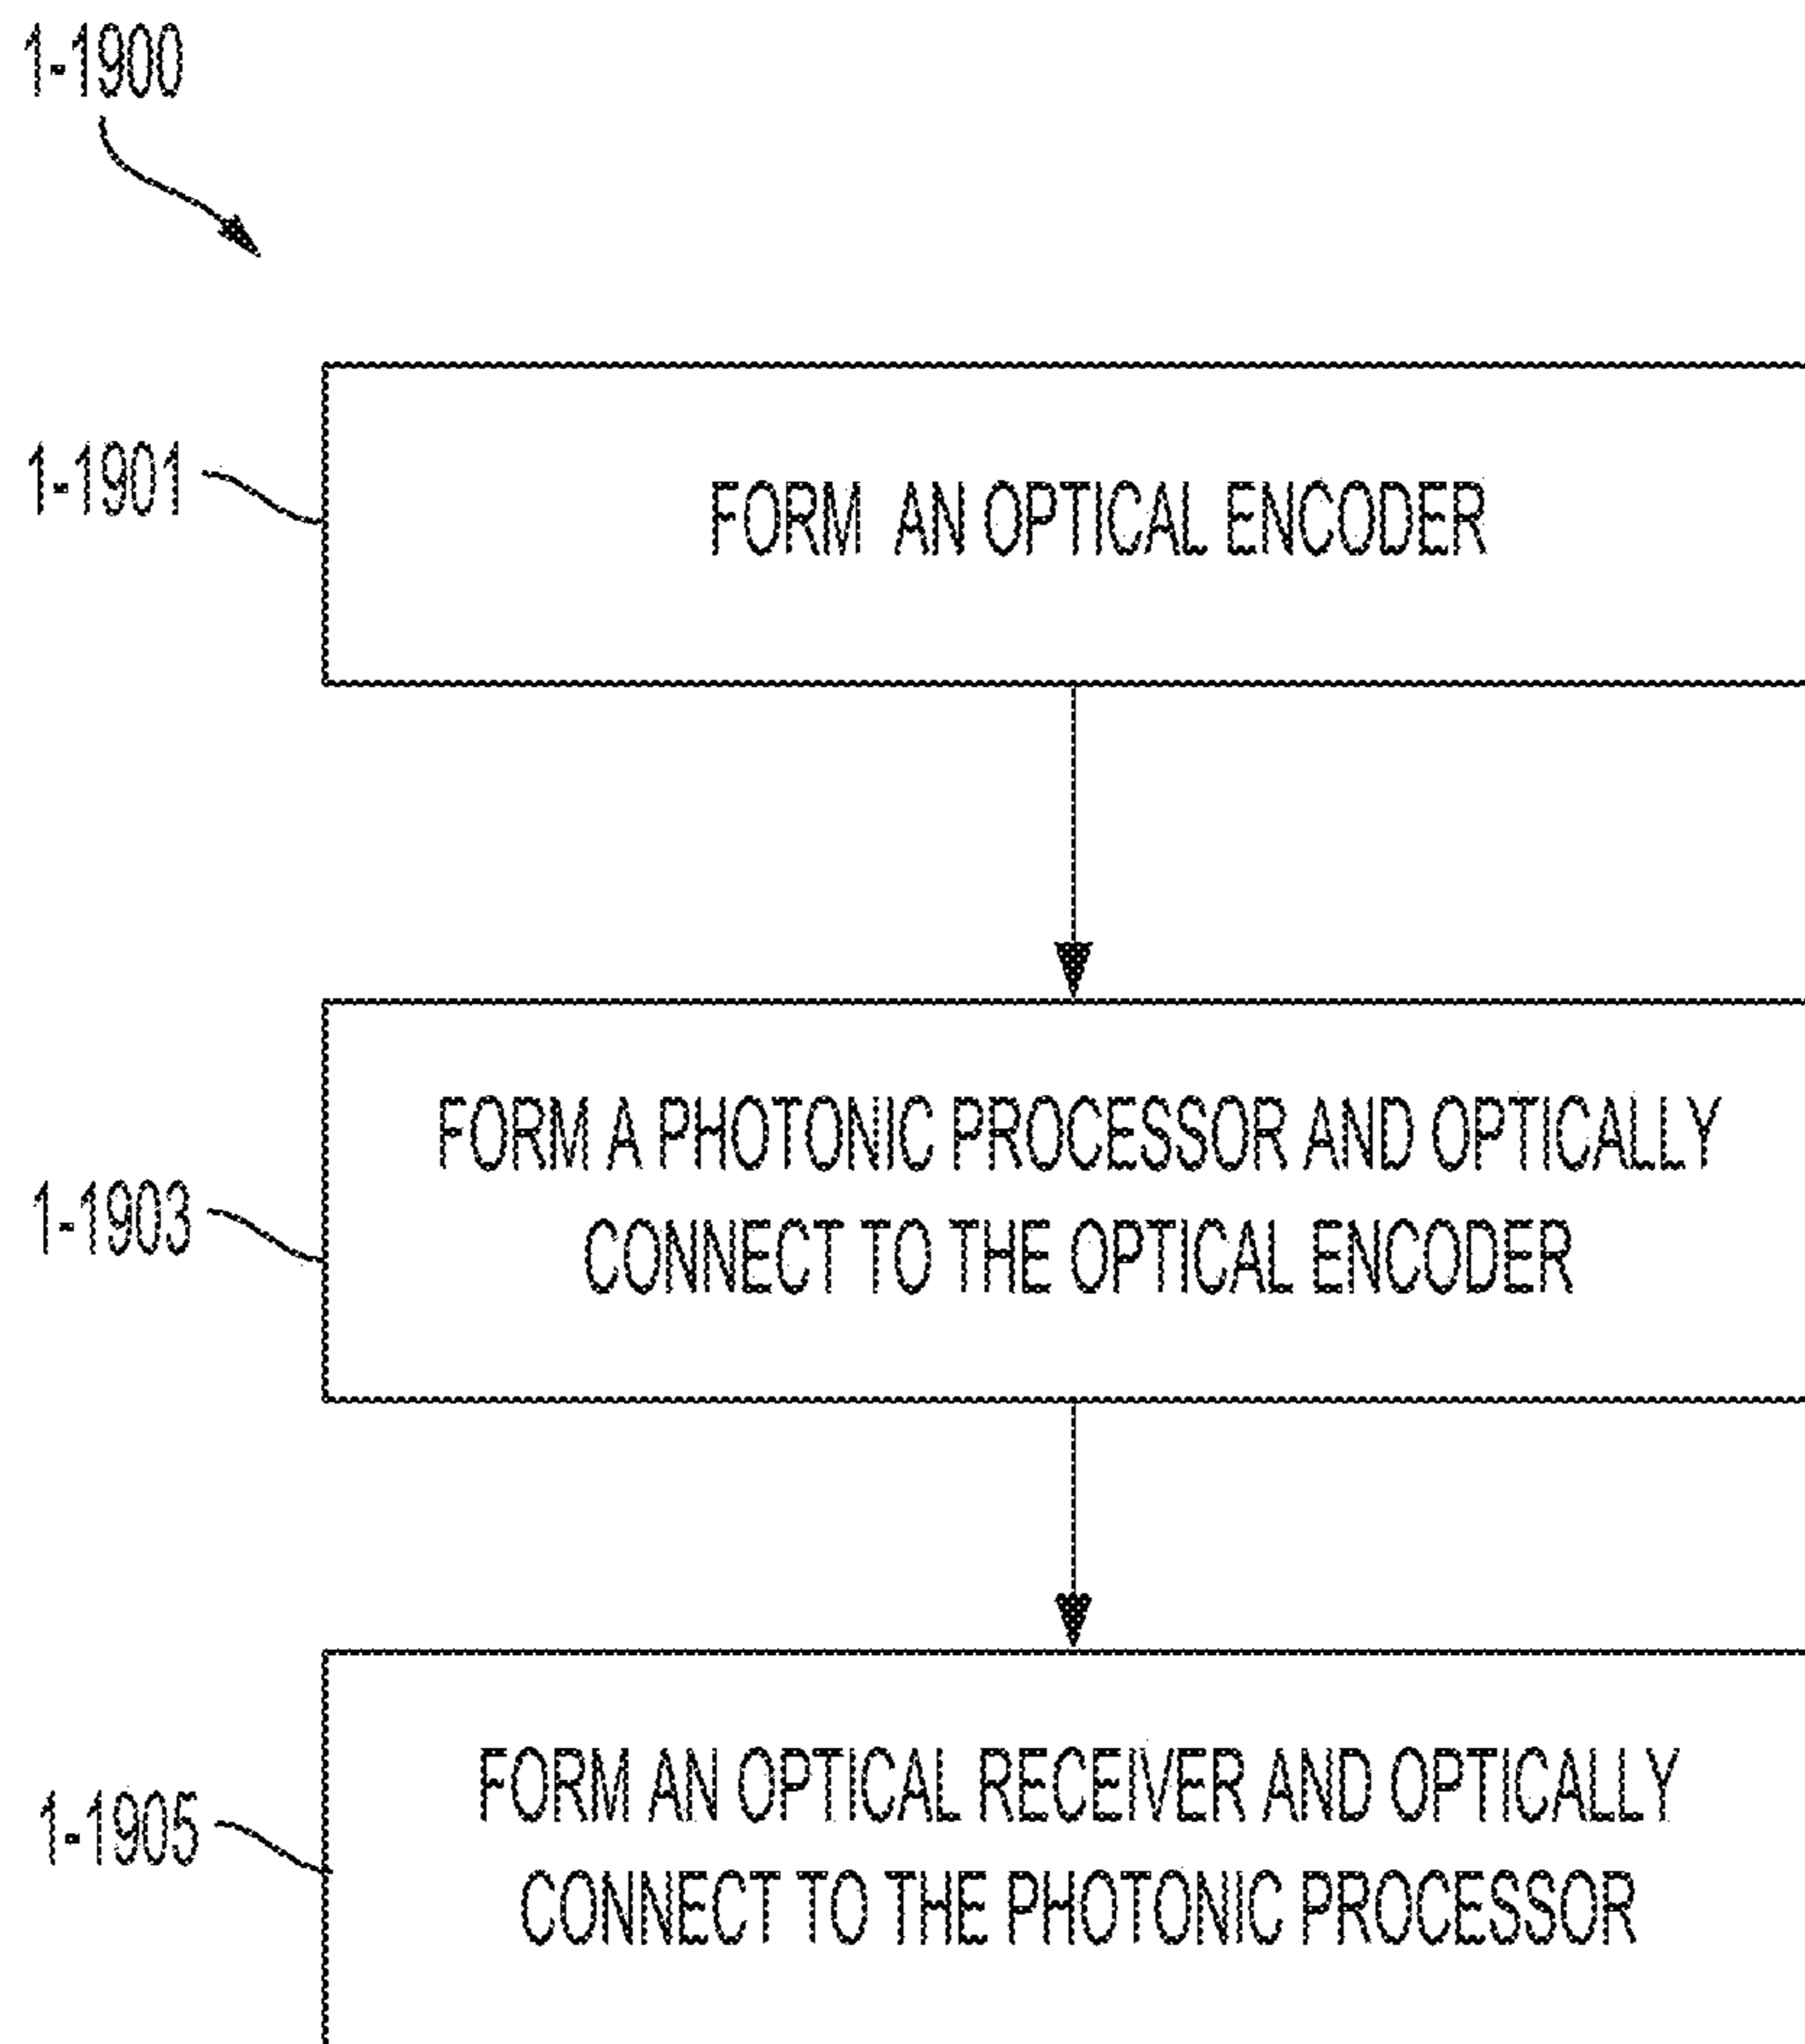 1-1900
1-1901
FORM AN OPTICAL ENCODER
FORM A PHOTONIC PROCESSOR AND OPTICALLY
1-1903
CONNECT TO THE OPTICAL ENCODER
FORM AN OPTICAL RECEIVER AND OPTICALLY
1-1905
CONNECT TO THE PHOTONIC PROCESSOR